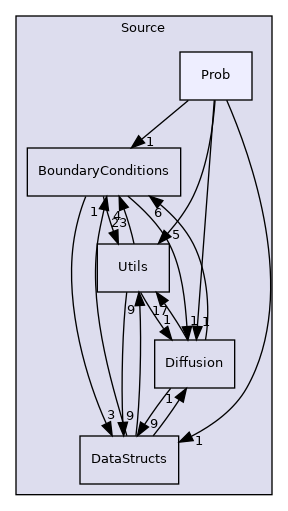 Source
Prob
1
BoundaryConditions
1
4
6
23
5
Utils
9
17
1
1
1
Diffusion
1
3
9
9
1
DataStructs